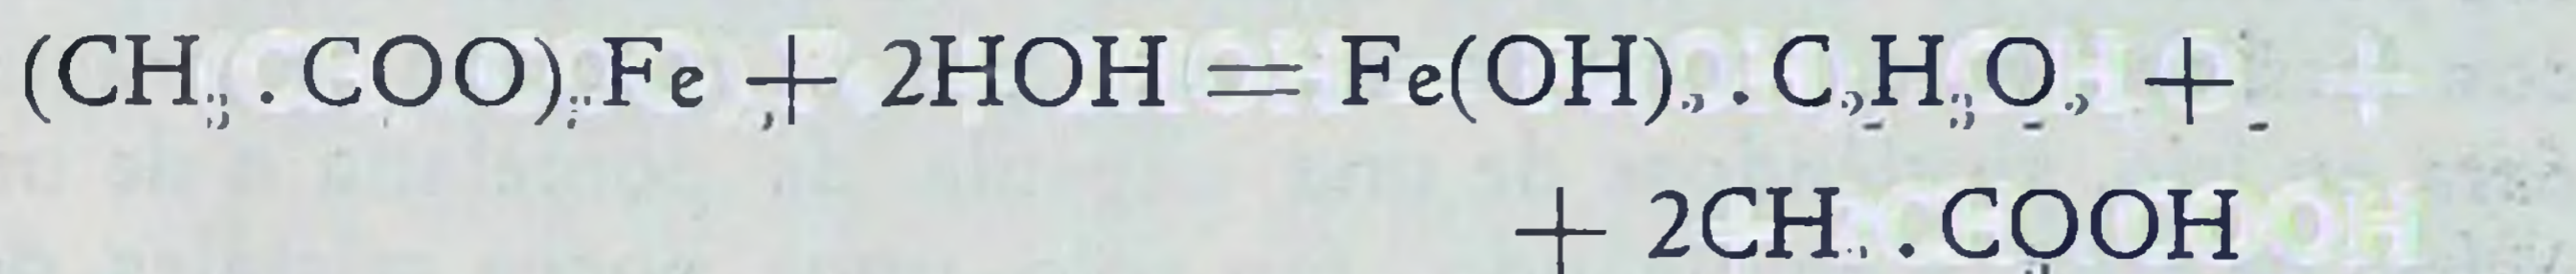 (CH₃.COO)₃Fe + 2HOH = Fe(OH)₂.C₂H₃O₂ +
+ 2CH₃.COOH